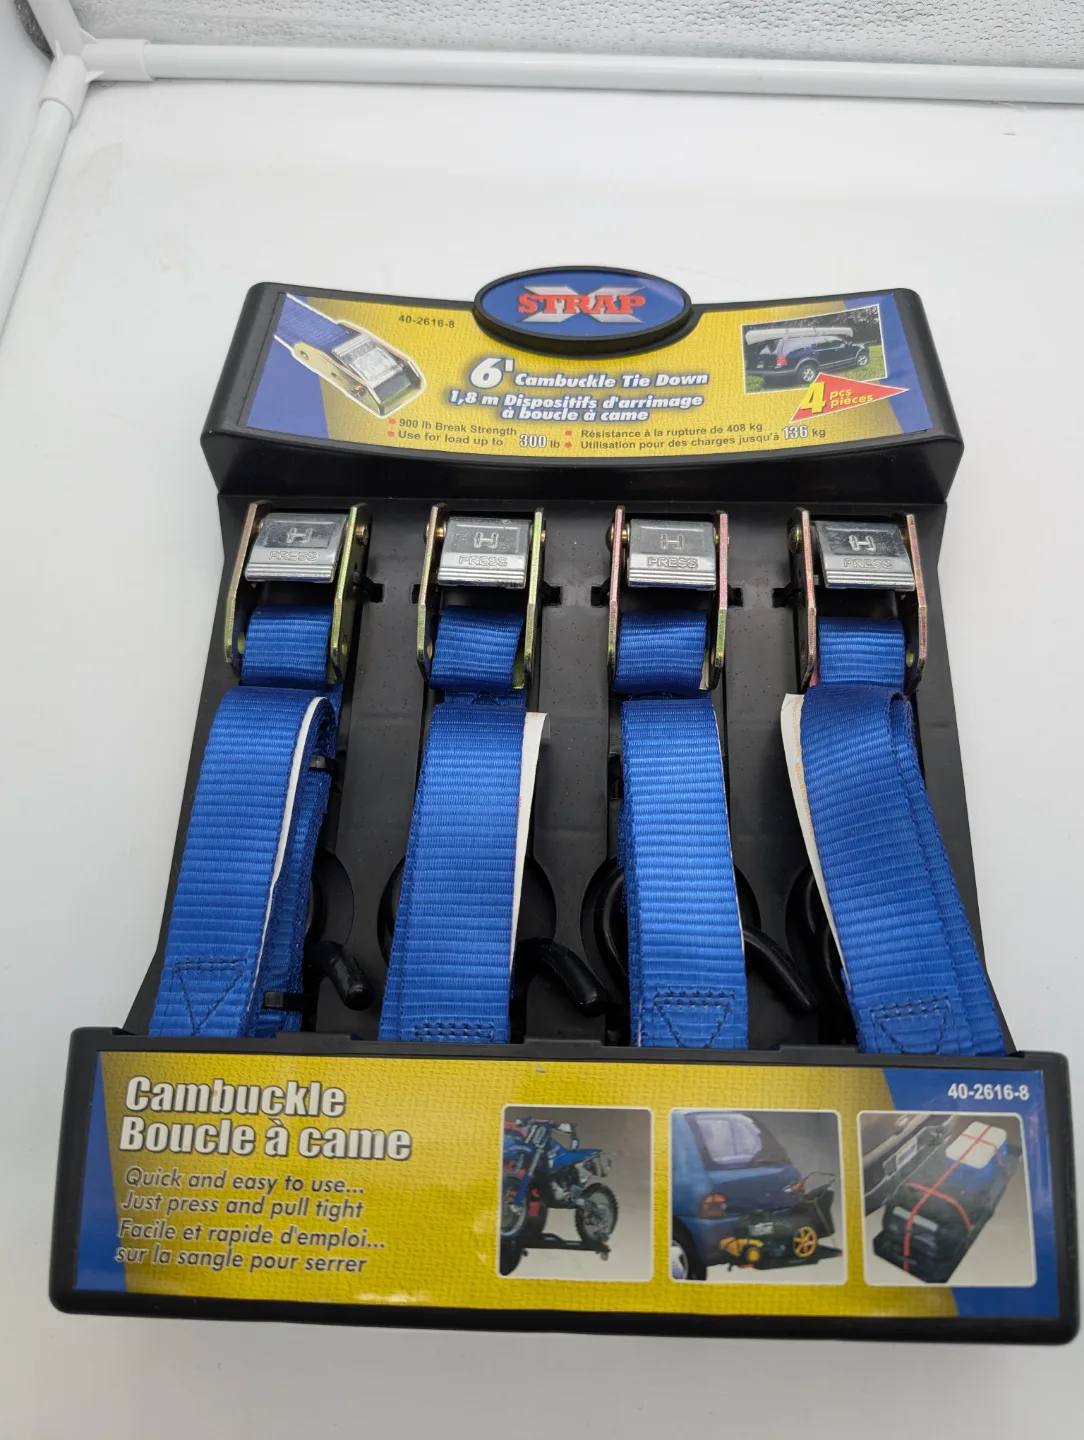 X STRAP
40-2616-8
6' Cambuckle Tie Down
1,8 m Dispositifs d'arrimage
à boucle à came
4 pcs
pièces
• 900 lb Break Strength
• Use for load up to 300 lb
• Résistance à la rupture de 408 kg
• Utilisation pour des charges jusqu'à 136 kg
H
PRESS
H
PRESS
H
PRESS
H
PRESS
Cambuckle
Boucle à came
Quick and easy to use...
Just press and pull tight
Facile et rapide d'emploi...
sur la sangle pour serrer
40-2616-8